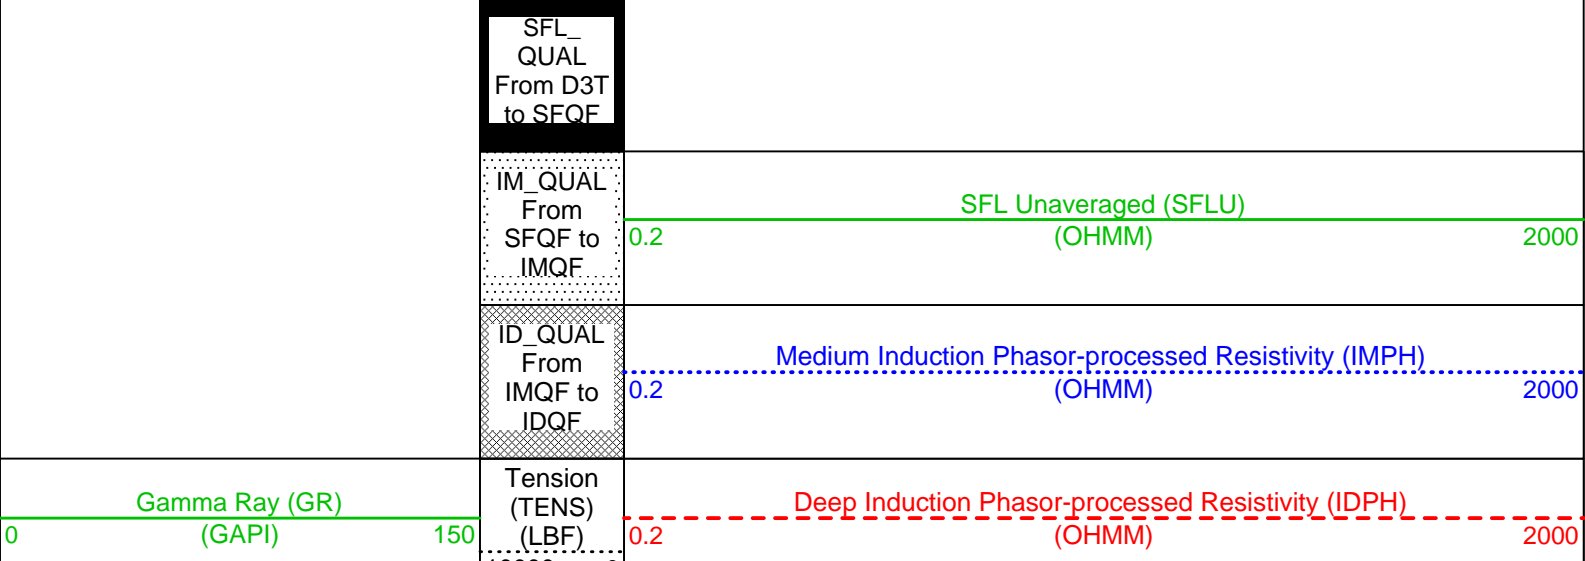 SFL_
QUAL
From D3T
to SFQF
IM_QUAL
From
SFQF to
IMQF
SFL Unaveraged (SFLU)
0.2 (OHMM) 2000
ID_QUAL
From
IMQF to
IDQF
Medium Induction Phasor-processed Resistivity (IMPH)
0.2 (OHMM) 2000
Gamma Ray (GR)
0 (GAPI) 150
Tension
(TENS)
(LBF)
Deep Induction Phasor-processed Resistivity (IDPH)
0.2 (OHMM) 2000